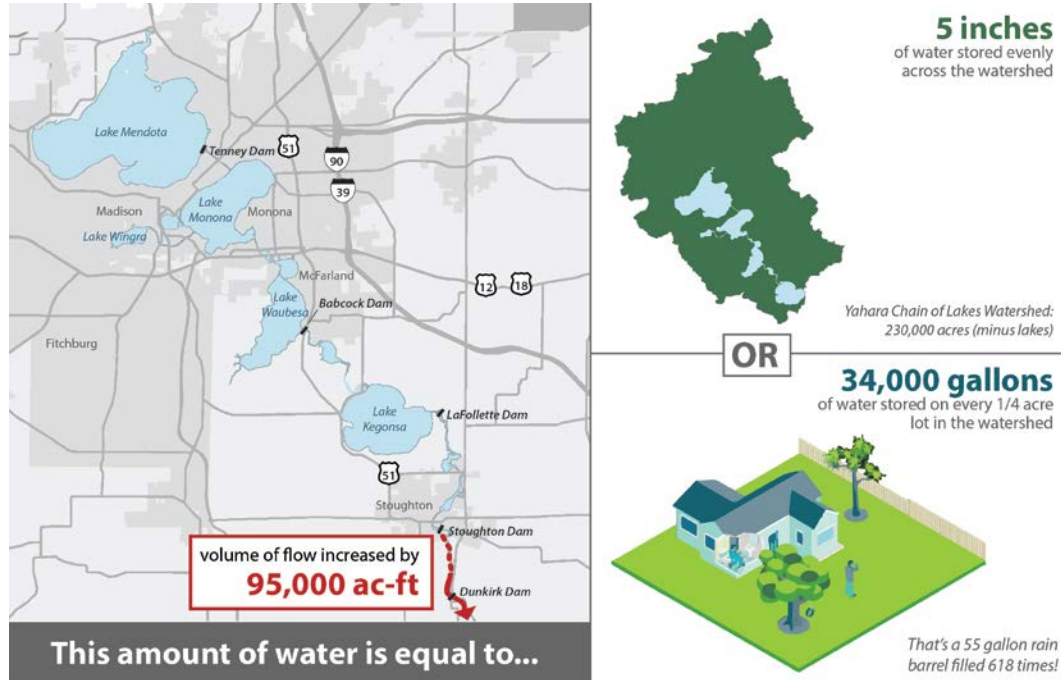 Lake Mendota
Tenney Dam
51
90
39
Madison
Lake
Monona
Monona
Lake Wingra
McFarland
12
18
Lake
Waubesa
Babcock Dam
Fitchburg
Lake
Kegonsa
LaFollette Dam
51
Stoughton
Stoughton Dam
volume of flow increased by
95,000 ac-ft
Dunkirk Dam
This amount of water is equal to...
5 inches
of water stored evenly
across the watershed
Yahara Chain of Lakes Watershed:
230,000 acres (minus lakes)
OR
34,000 gallons
of water stored on every 1/4 acre
lot in the watershed
That's a 55 gallon rain
barrel filled 618 times!